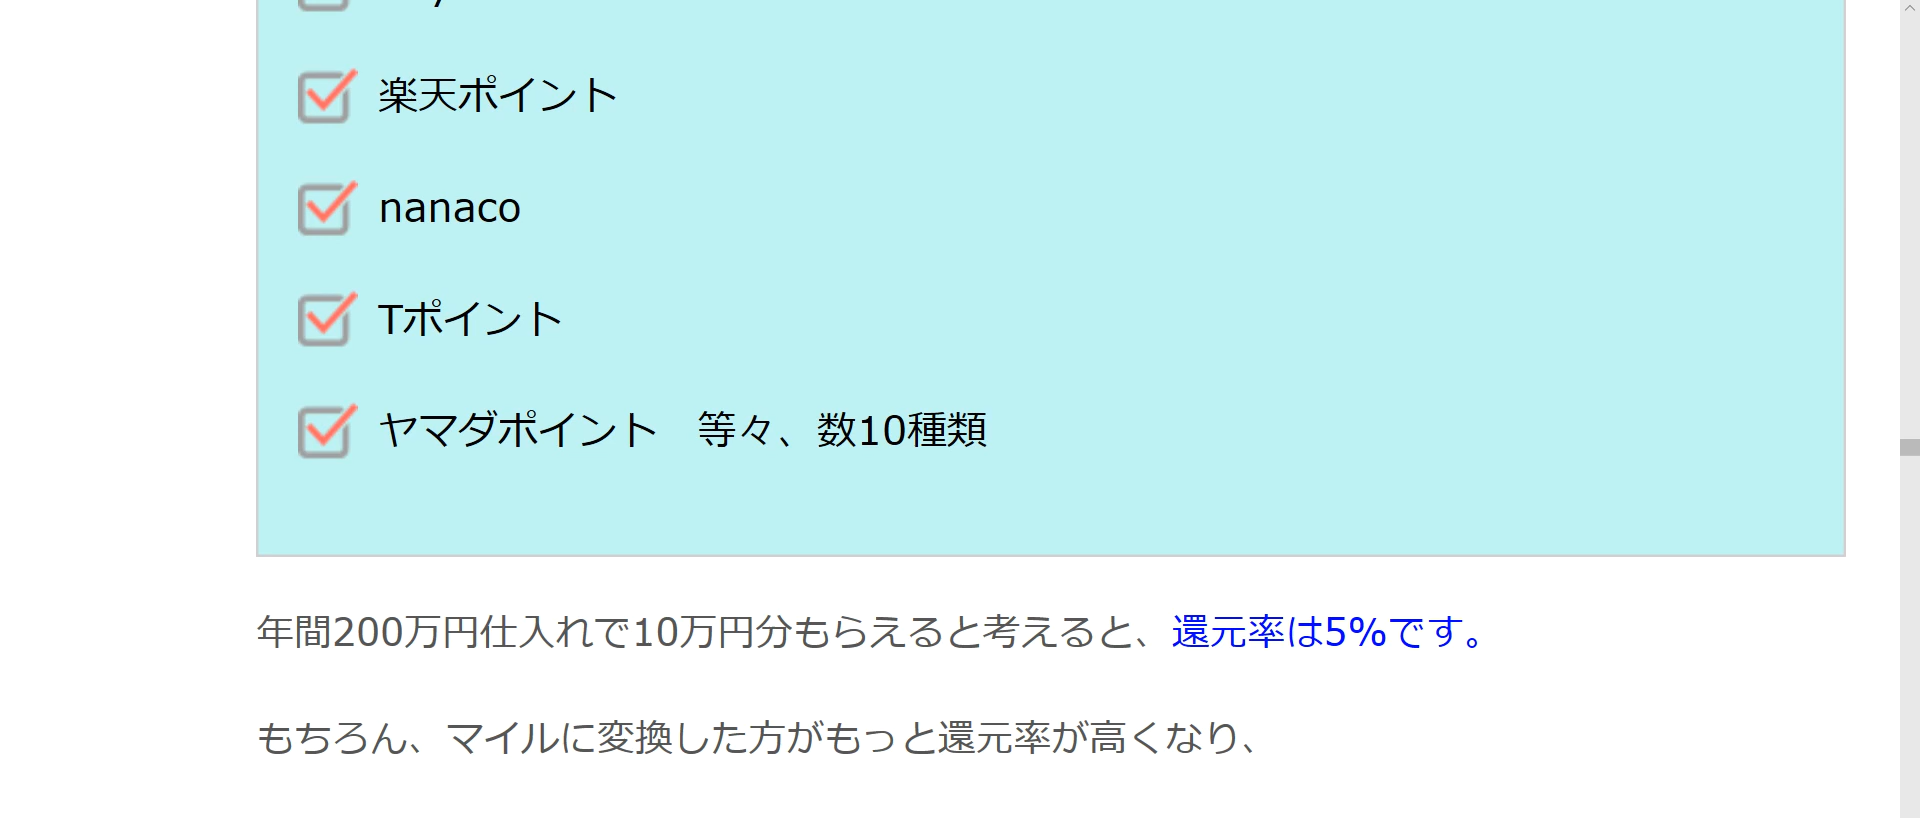 楽天ポイント
nanaco
Tポイント
ヤマダポイント　等々、数10種類
年間200万円仕入れで10万円分もらえると考えると、還元率は5%です。
もちろん、マイルに変換した方がもっと還元率が高くなり、